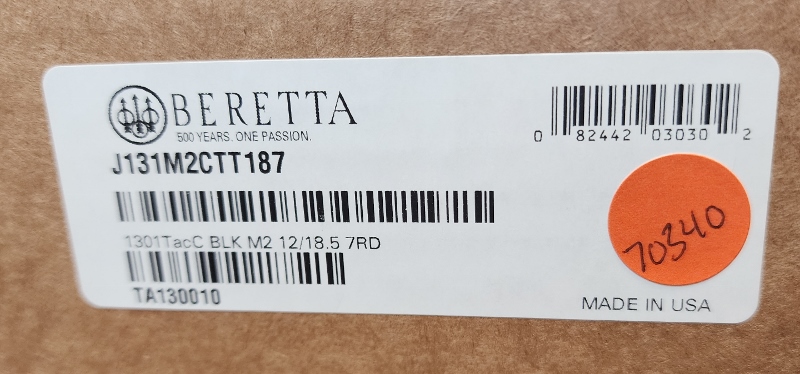 BERETTA
500 YEARS. ONE PASSION.
J131M2CTT187
1301TacC BLK M2 12/18.5 7RD
TA130010
0 82442 03030 2
70340
MADE IN USA